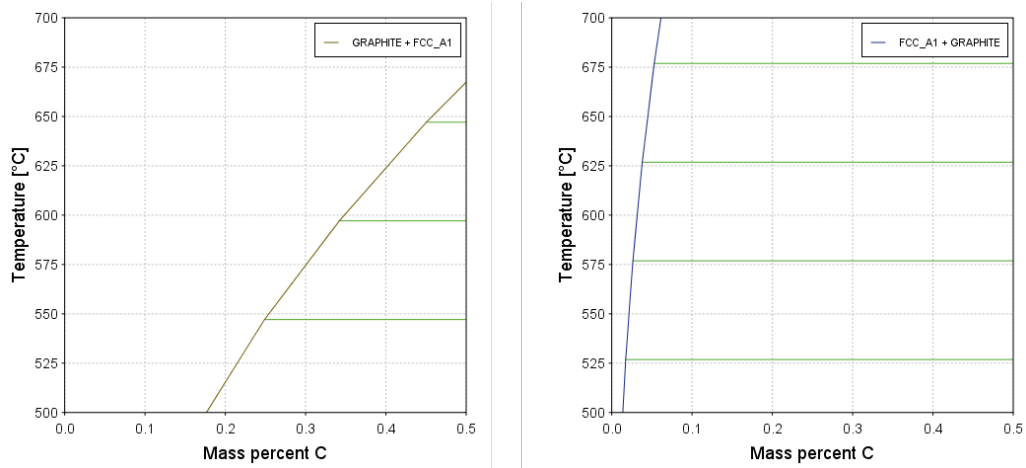 700
675
650
625
600
575
550
525
500
0.0 0.1 0.2 0.3 0.4 0.5
Temperature [°C]
Mass percent C
GRAPHITE + FCC_A1
700
675
650
625
600
575
550
525
500
0.0 0.1 0.2 0.3 0.4 0.5
Temperature [°C]
Mass percent C
FCC_A1 + GRAPHITE